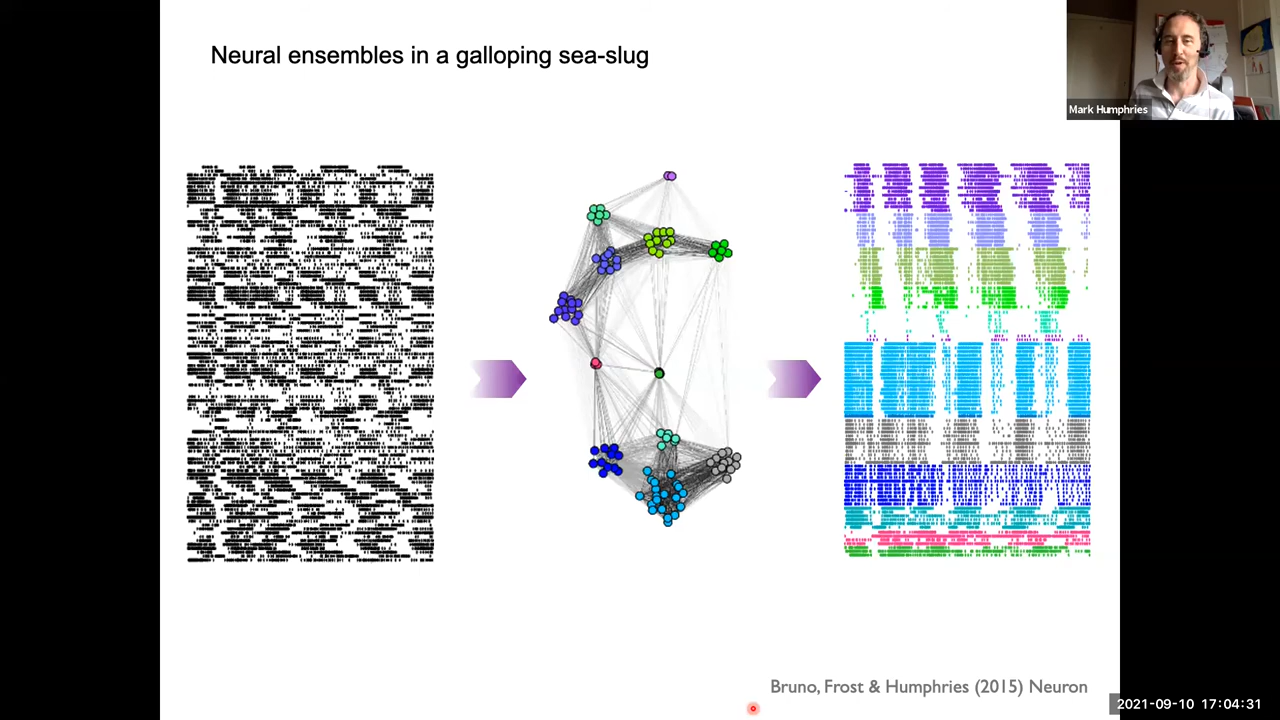 Neural ensembles in a galloping sea-slug
Mark Humphries
Bruno, Frost & Humphries (2015) Neuron
2021-09-10 17:04:31